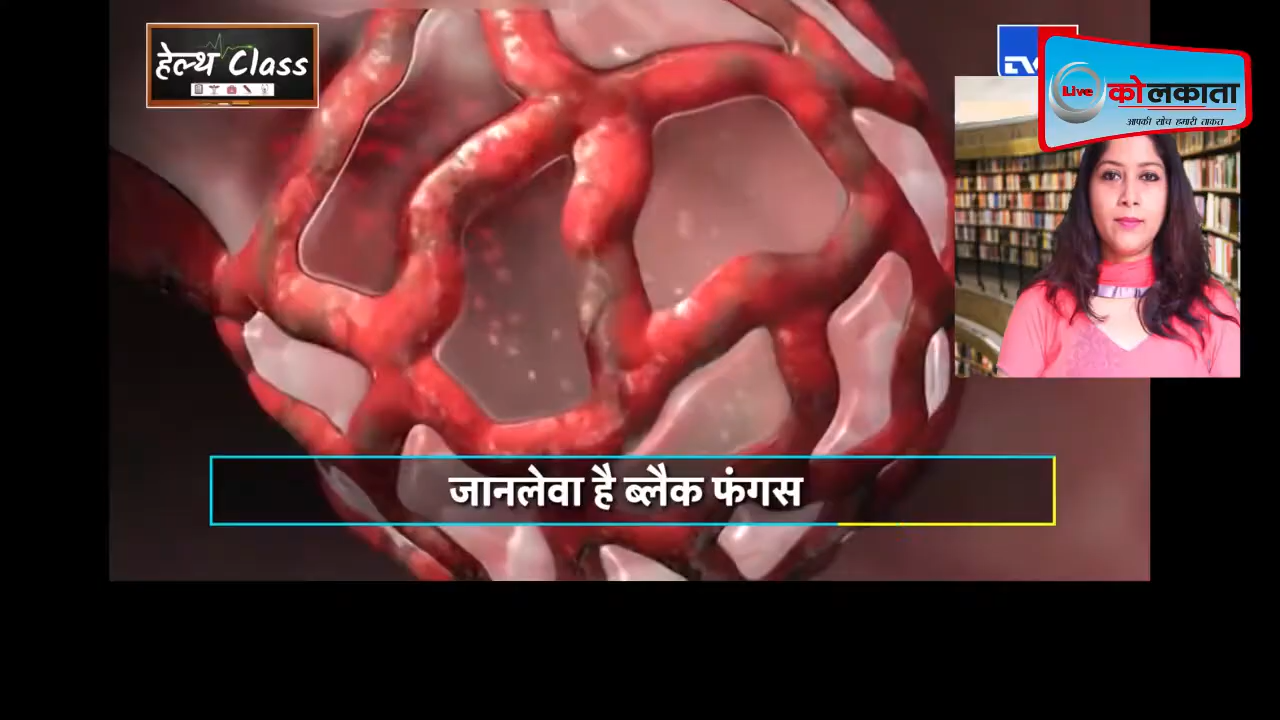 हेल्थ Class
Live
कोलकाता
आपकी सोच हमारी ताकत
जानलेवा है ब्लैक फंगस